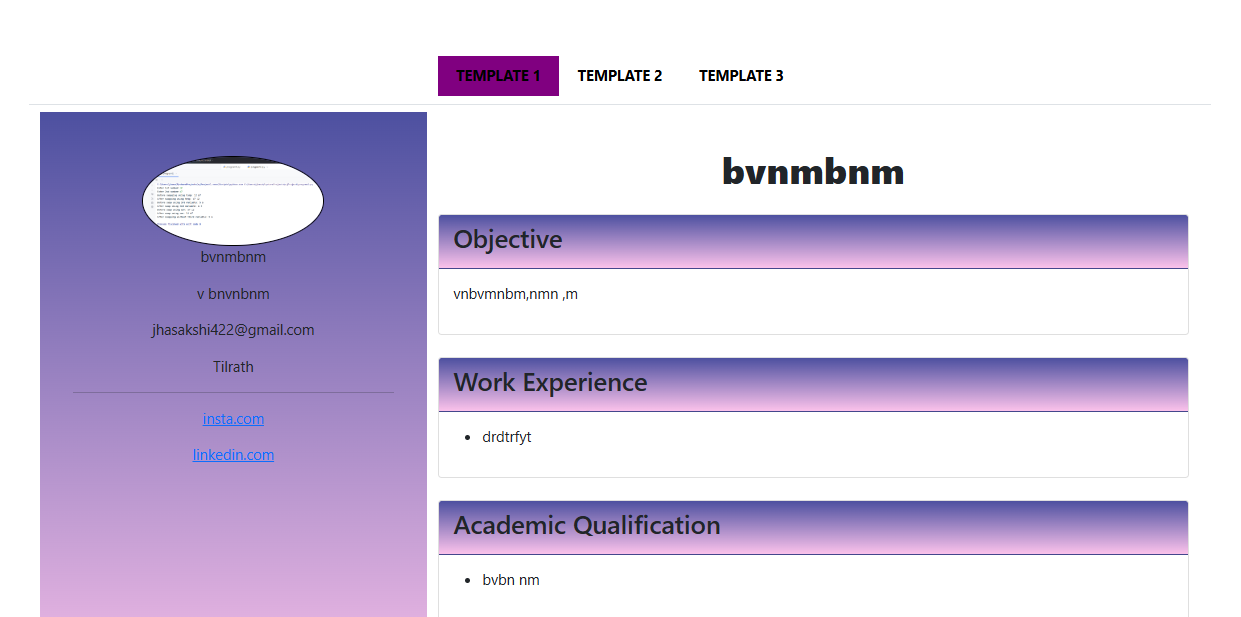 TEMPLATE 1 TEMPLATE 2 TEMPLATE 3
bvnmbnm
v bnvnbnm
jhasakshi422@gmail.com
Tilrath
insta.com
linkedin.com
bvnmbnm
Objective
vnbvmnbm,nmn ,m
Work Experience
• drdtrfyt
Academic Qualification
• bvbn nm